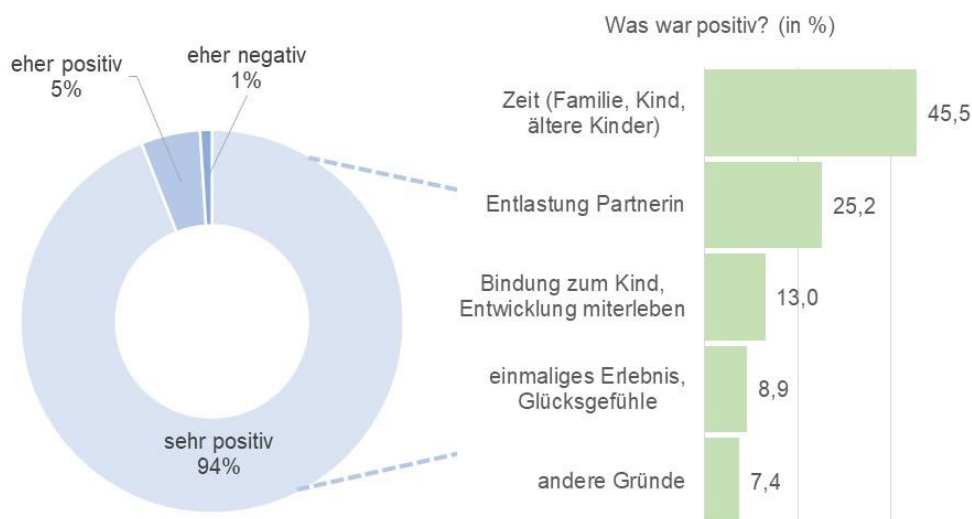 eher positiv
5%
eher negativ
1%
sehr positiv
94%
Was war positiv? (in %)
Zeit (Familie, Kind,
ältere Kinder)
45,5
Entlastung Partnerin
25,2
Bindung zum Kind,
Entwicklung miterleben
13,0
einmaliges Erlebnis,
Glücksgefühle
8,9
andere Gründe
7,4